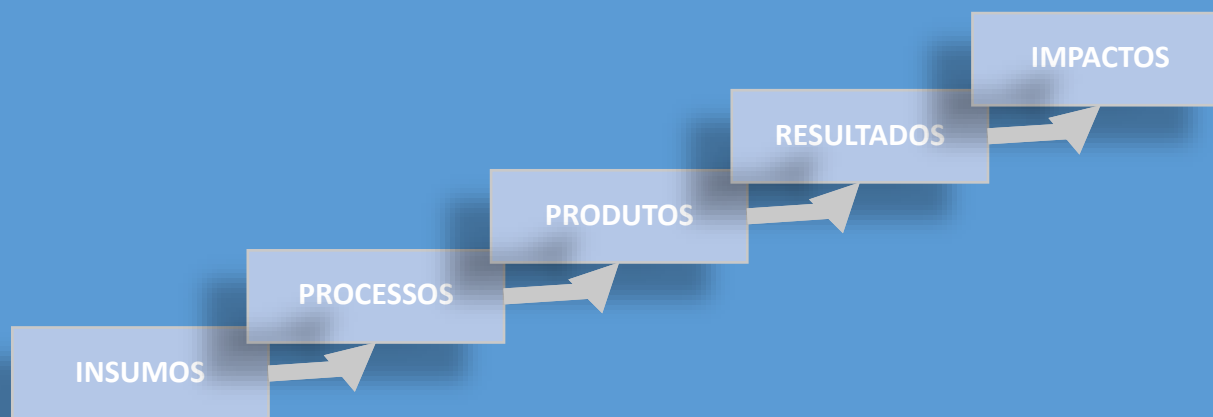 IMPACTOS
RESULTADOS
PRODUTOS
PROCESSOS
INSUMOS